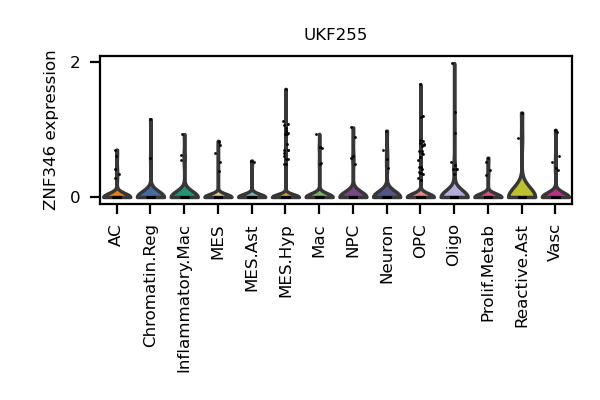 UKF255
ZNF346 expression
2
0
AC
Chromatin.Reg
Inflammatory.Mac
MES
MES.Ast
MES.Hyp
Mac
NPC
Neuron
OPC
Oligo
Prolif.Metab
Reactive.Ast
Vasc